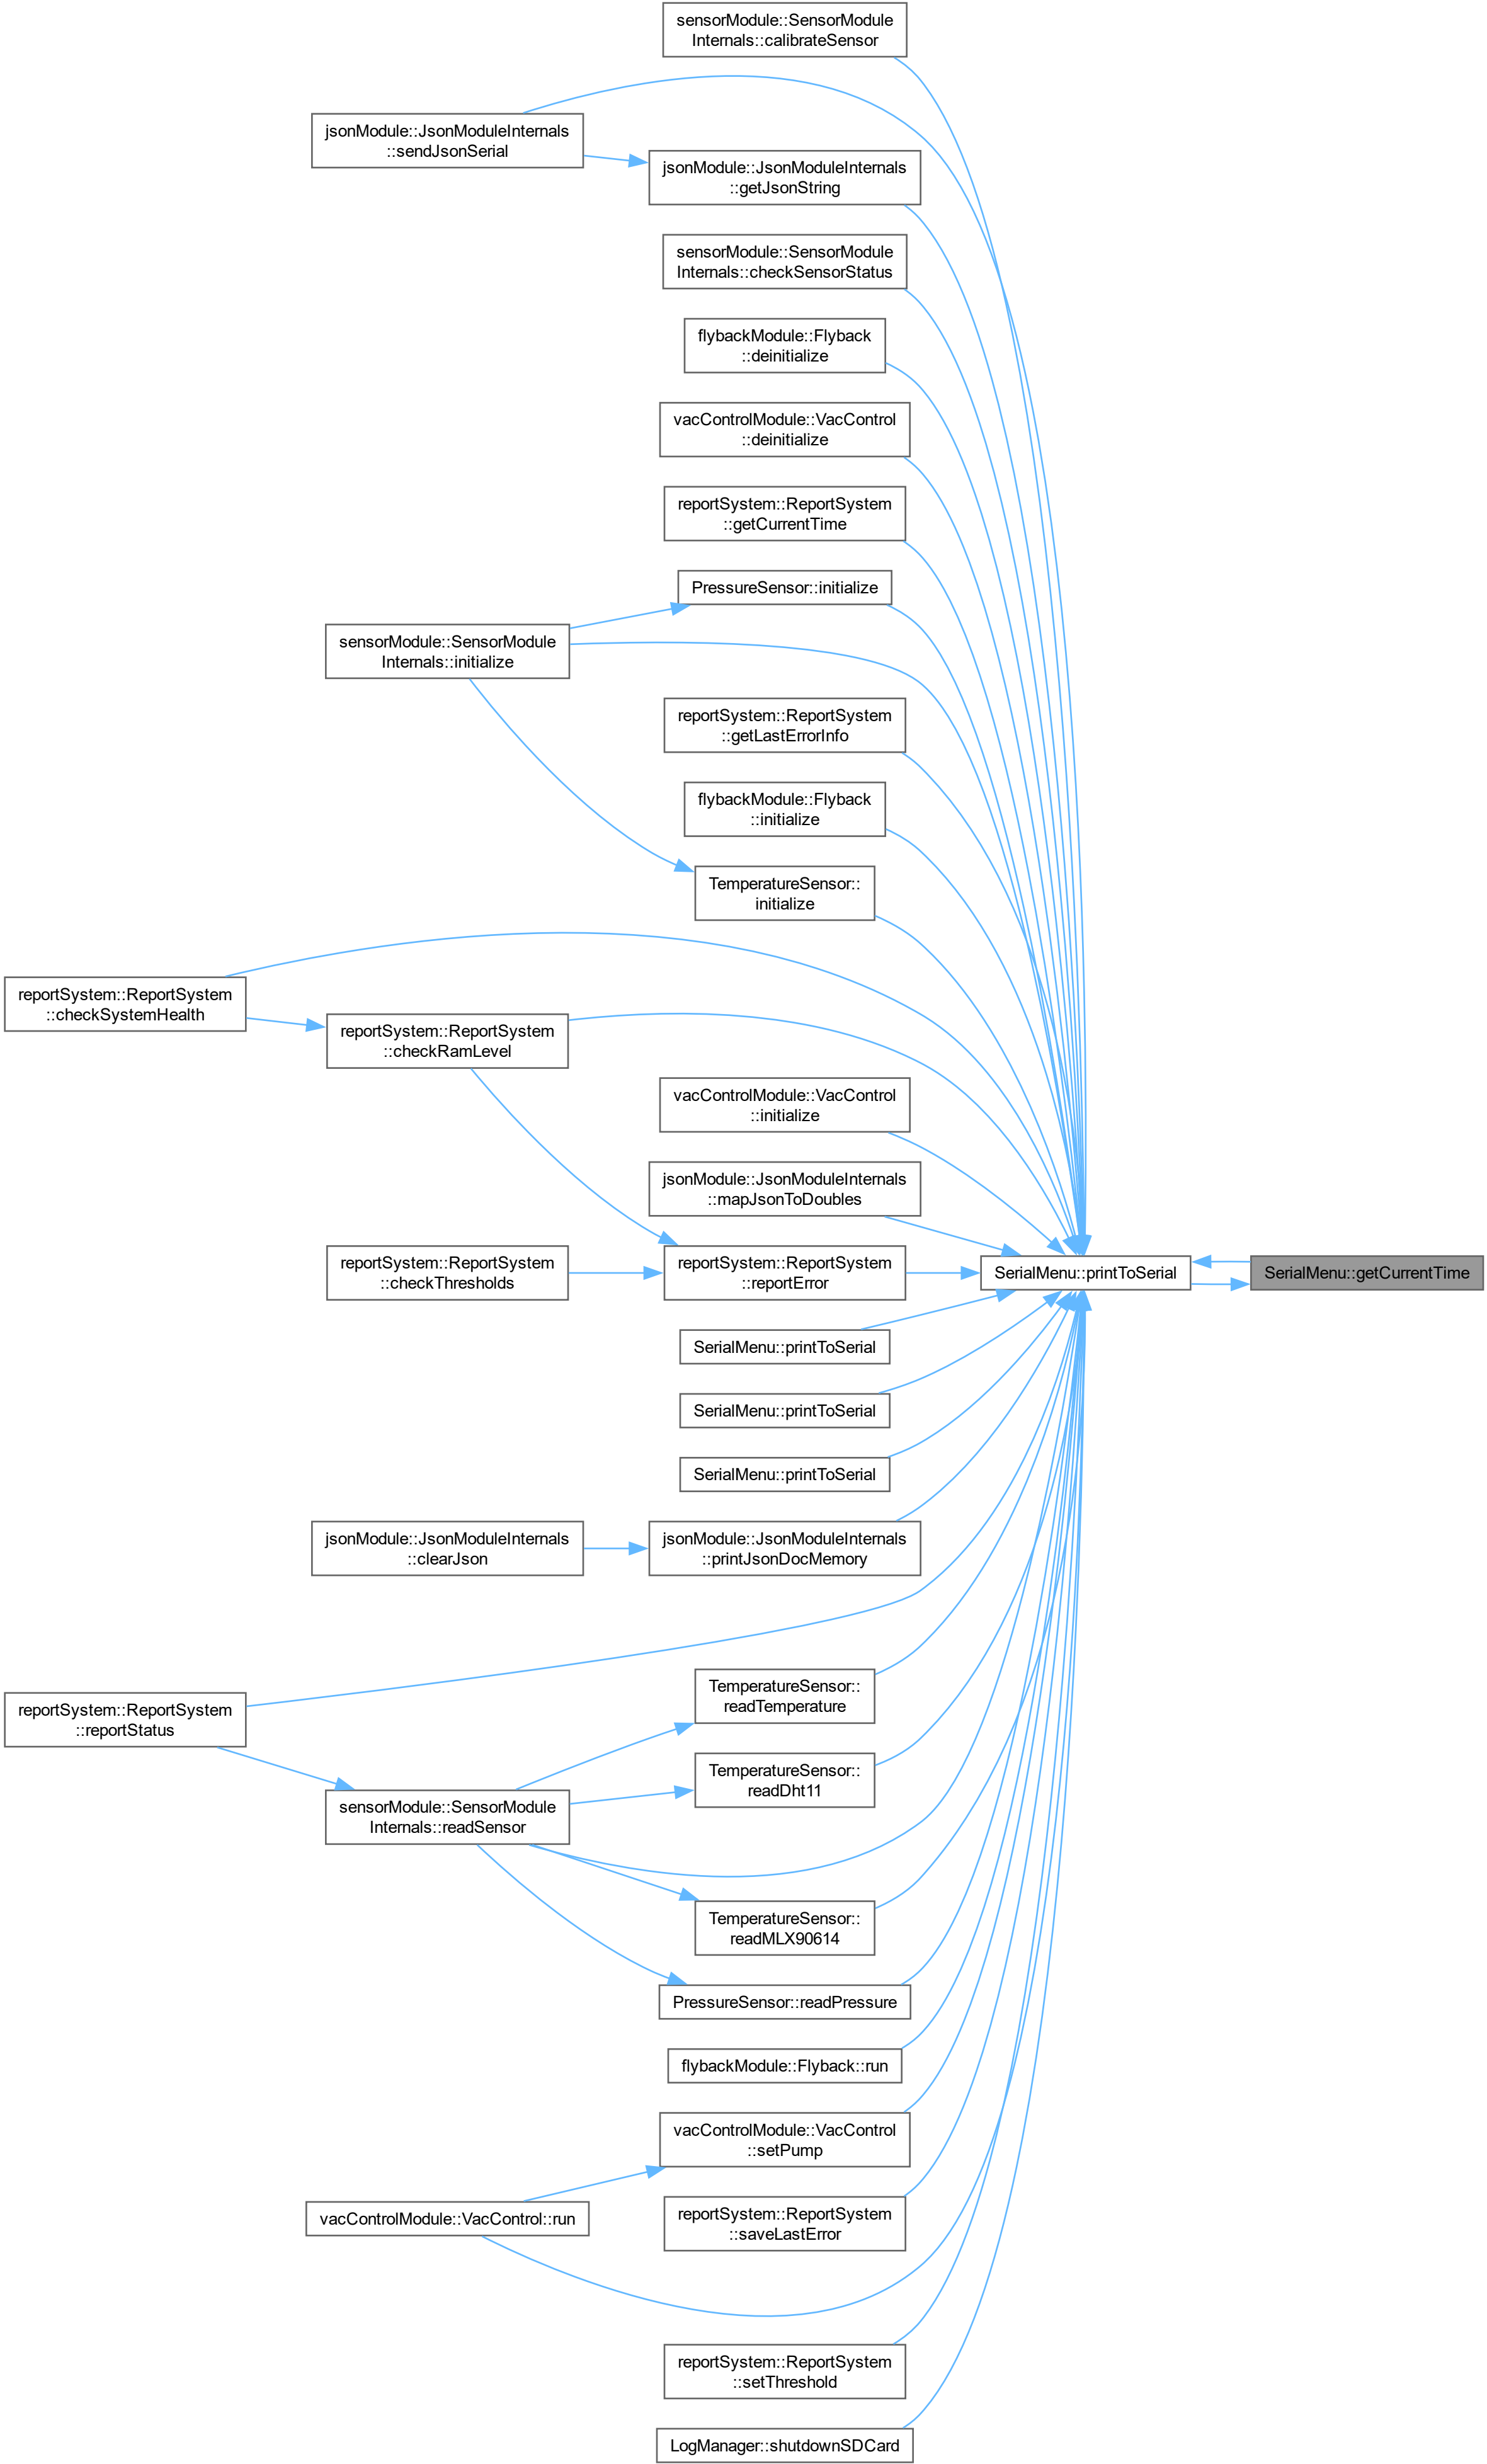 sensorModule::SensorModule
Internals::calibrateSensor
jsonModule::JsonModuleInternals
::sendJsonSerial
jsonModule::JsonModuleInternals
::getJsonString
sensorModule::SensorModule
Internals::checkSensorStatus
flybackModule::Flyback
::deinitialize
vacControlModule::VacControl
::deinitialize
reportSystem::ReportSystem
::getCurrentTime
PressureSensor::initialize
sensorModule::SensorModule
Internals::initialize
reportSystem::ReportSystem
::getLastErrorInfo
flybackModule::Flyback
::initialize
TemperatureSensor::
initialize
reportSystem::ReportSystem
::checkSystemHealth
reportSystem::ReportSystem
::checkRamLevel
vacControlModule::VacControl
::initialize
jsonModule::JsonModuleInternals
::mapJsonToDoubles
reportSystem::ReportSystem
::checkThresholds
reportSystem::ReportSystem
::reportError
SerialMenu::printToSerial
SerialMenu::getCurrentTime
SerialMenu::printToSerial
SerialMenu::printToSerial
SerialMenu::printToSerial
jsonModule::JsonModuleInternals
::clearJson
jsonModule::JsonModuleInternals
::printJsonDocMemory
reportSystem::ReportSystem
::reportStatus
TemperatureSensor::
readTemperature
TemperatureSensor::
readDht11
sensorModule::SensorModule
Internals::readSensor
TemperatureSensor::
readMLX90614
PressureSensor::readPressure
flybackModule::Flyback::run
vacControlModule::VacControl
::setPump
vacControlModule::VacControl::run
reportSystem::ReportSystem
::saveLastError
reportSystem::ReportSystem
::setThreshold
LogManager::shutdownSDCard